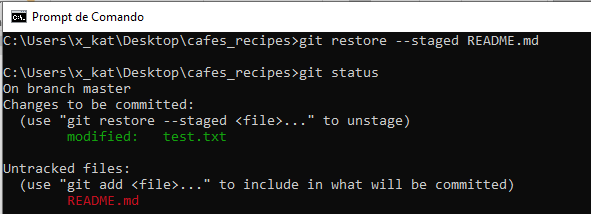 Prompt de Comando
C:\Users\x_kat\Desktop\cafes_recipes>git restore --staged README.md
C:\Users\x_kat\Desktop\cafes_recipes>git status
On branch master
Changes to be committed:
  (use "git restore --staged <file>..." to unstage)
        modified:   test.txt
Untracked files:
  (use "git add <file>..." to include in what will be committed)
        README.md